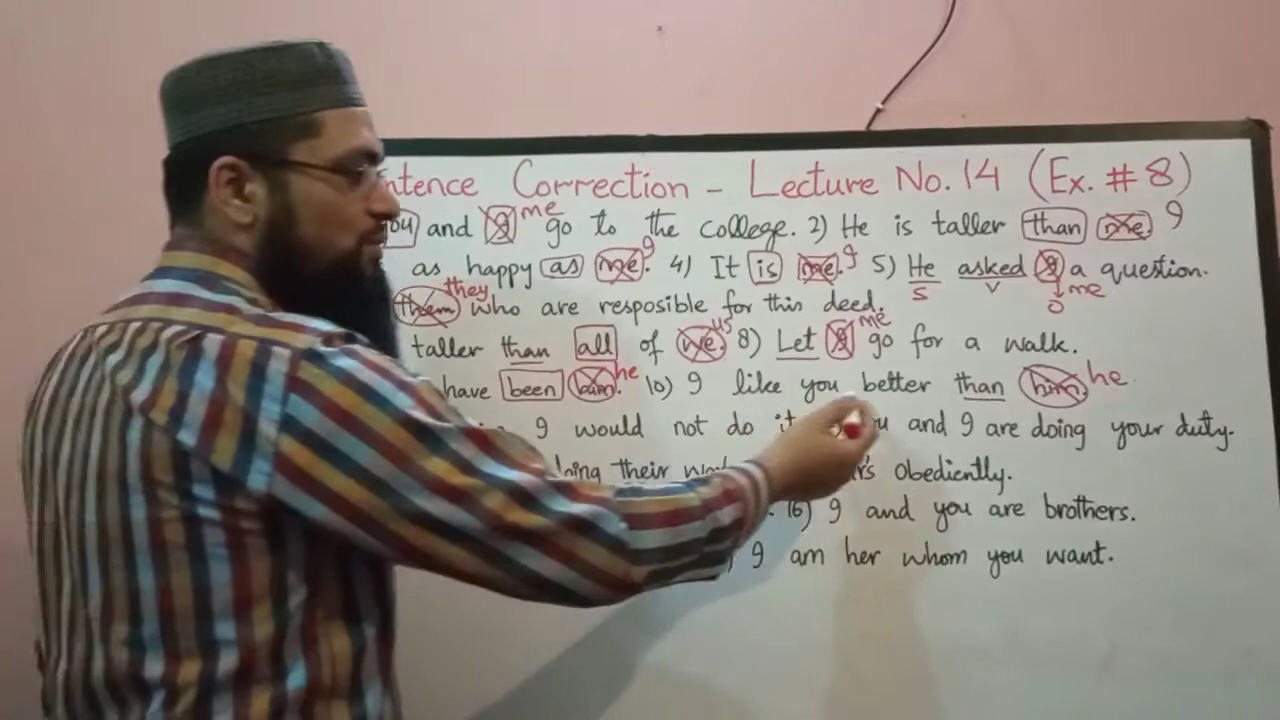 ntence Correction - Lecture No. 14 (Ex. # 8)
you and I me go to the college. 2) He is taller than me. I
as happy as me. I 4) It is me. I 5) He asked I me a question.
S V O
them they who are resposible for this deed.
taller than all of we. us 8) Let I me go for a walk.
have been him. he 10) I like you better than him. he
I would not do it and I are doing your duty.
doing their obediently.
16) I and you are brothers.
I am her whom you want.